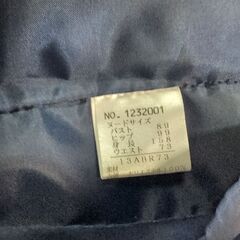 NO. 1232001
ヌードサイズ
バスト 89
ヒップ 99
身長 158
ウエスト 73
13ABR73